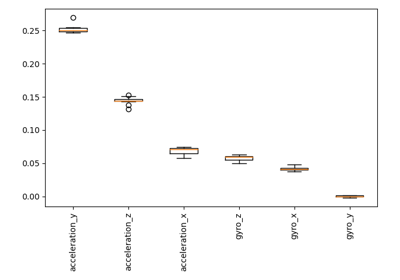 0.25
0.20
0.15
0.10
0.05
0.00
acceleration_y
acceleration_z
acceleration_x
gyro_z
gyro_x
gyro_y